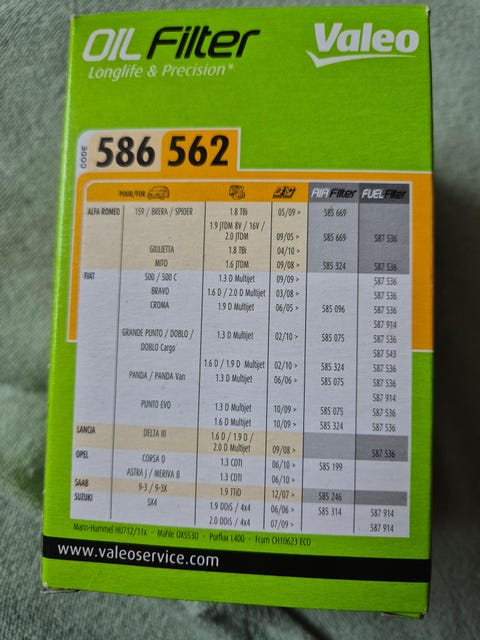 OIL Filter Valeo
Longlife & Precision*
CODE 586 562
POUR/FOR AIR Filter FUEL Filter
ALFA ROMEO 159 / BRERA / SPIDER 1.8 TBi 05/09 > 585 669
1.9 JTDM 8V / 16V /
2.0 JTDM 09/05 > 585 669 587 536
GIULIETTA 1.8 TBi 04/10 >
MITO 1.6 JTDM 09/08 > 585 324 587 536
FIAT 500 / 500 C 1.3 D Multijet 09/09 > 587 536
BRAVO 1.6 D / 2.0 D Multijet 03/08 > 587 536
CROMA 1.9 D Multijet 06/05 > 585 096 587 536
587 914
GRANDE PUNTO / DOBLO / 1.3 D Multijet 02/10 > 585 075 587 536
DOBLO Cargo 587 543
1.6 D / 1.9 D Multijet 02/10 > 585 324 587 536
PANDA / PANDA Van 1.3 D Multijet 06/06 > 585 075 587 536
587 914
PUNTO EVO 1.3 D Multijet 10/09 > 585 075 587 536
1.6 D Multijet 10/09 > 585 324 587 536
LANCIA DELTA III 1.6 D / 1.9 D /
2.0 D Multijet 09/08 > 587 536
OPEL CORSA D 1.3 CDTI 06/10 > 585 199
ASTRA J / MERIVA B 1.3 CDTI 06/10 >
SAAB 9-3 / 9-3X 1.9 TTiD 12/07 > 585 246
SUZUKI SX4 1.9 DDiS / 4x4 06/06 > 585 314 587 914
2.0 DDiS / 4x4 07/09 > 587 914
Mann-Hummel HU712/11x - Mahle OX553D - Purflux L400 - Fram CH10623 ECO
www.valeoservice.com